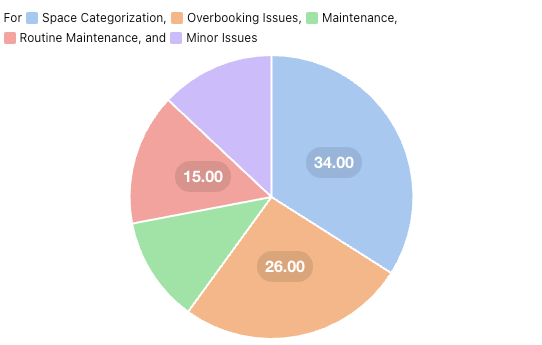 For Space Categorization, Overbooking Issues, Maintenance,
Routine Maintenance, and Minor Issues
34.00
15.00
26.00